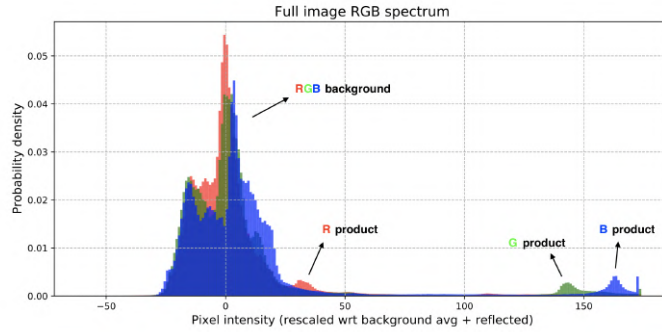 Full image RGB spectrum
0.05
0.04
0.03
0.02
0.01
0.00
Probability density
RGB background
R product
G product
B product
−50
0
50
100
150
Pixel intensity (rescaled wrt background avg + reflected)